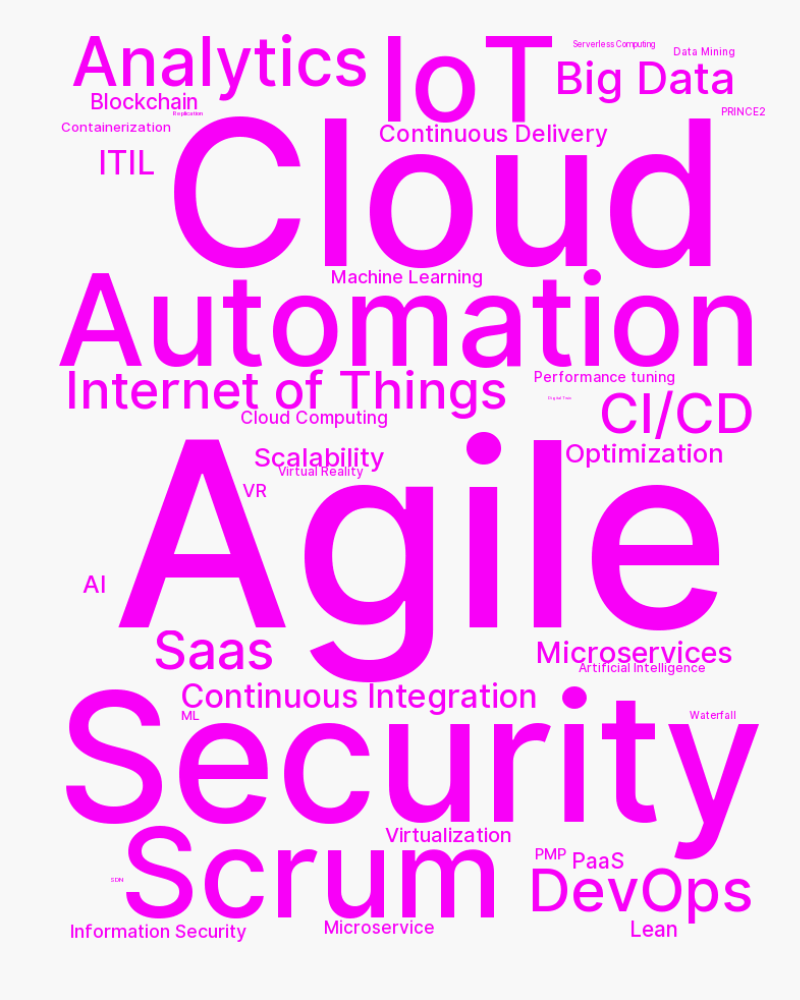 Analytics
IoT
Serverless Computing
Data Mining
Big Data
Blockchain
Replication
PRINCE2
Containerization
Continuous Delivery
ITIL
Cloud
Machine Learning
Automation
Internet of Things
Performance tuning
CI/CD
Cloud Computing
Scalability
Optimization
Virtual Reality
VR
Agile
AI
Saas
Microservices
Artificial Intelligence
Continuous Integration
ML
Waterfall
Security
Virtualization
Scrum
PMP
PaaS
SDN
DevOps
Information Security
Microservice
Lean